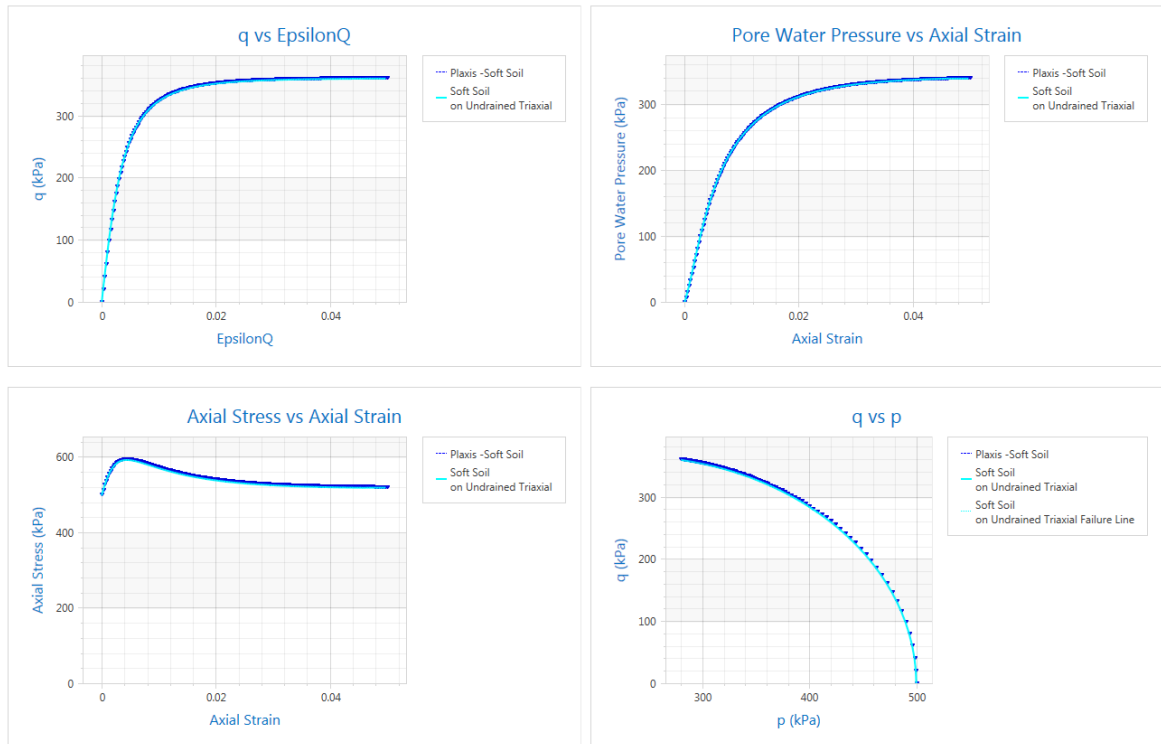 q vs EpsilonQ
q (kPa)
300
200
100
0
0
0.02
0.04
EpsilonQ
Plaxis -Soft Soil
Soft Soil
on Undrained Triaxial
Pore Water Pressure vs Axial Strain
Pore Water Pressure (kPa)
300
200
100
0
0
0.02
0.04
Axial Strain
Plaxis -Soft Soil
Soft Soil
on Undrained Triaxial
Axial Stress vs Axial Strain
Axial Stress (kPa)
600
400
200
0
0
0.02
0.04
Axial Strain
Plaxis -Soft Soil
Soft Soil
on Undrained Triaxial
q vs p
q (kPa)
300
200
100
0
300
400
500
p (kPa)
Plaxis -Soft Soil
Soft Soil
on Undrained Triaxial
Soft Soil
on Undrained Triaxial Failure Line